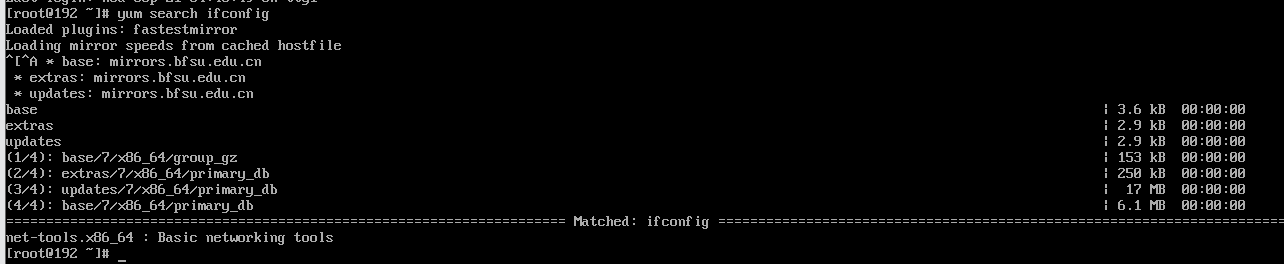 [root@192 ~]# yum search ifconfig
Loaded plugins: fastestmirror
Loading mirror speeds from cached hostfile
^[^A * base: mirrors.bfsu.edu.cn
 * extras: mirrors.bfsu.edu.cn
 * updates: mirrors.bfsu.edu.cn
base | 3.6 kB 00:00:00
extras | 2.9 kB 00:00:00
updates | 2.9 kB 00:00:00
(1/4): base/7/x86_64/group_gz | 153 kB 00:00:00
(2/4): extras/7/x86_64/primary_db | 250 kB 00:00:00
(3/4): updates/7/x86_64/primary_db | 17 MB 00:00:00
(4/4): base/7/x86_64/primary_db | 6.1 MB 00:00:00
====================================================================== Matched: ifconfig ======================================================================
net-tools.x86_64 : Basic networking tools
[root@192 ~]# _